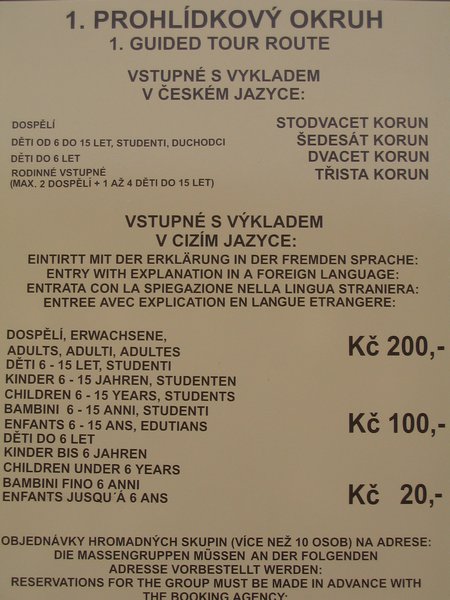 1. PROHLÍDKOVÝ OKRUH
1. GUIDED TOUR ROUTE
VSTUPNÉ S VYKLADEM
V ČESKÉM JAZYCE:
DOSPĚLÍ STODVACET KORUN
DĚTI OD 6 DO 15 LET, STUDENTI, DUCHODCI ŠEDESÁT KORUN
DĚTI DO 6 LET DVACET KORUN
RODINNÉ VSTUPNÉ TŘISTA KORUN
(MAX. 2 DOSPĚLÍ + 1 AŽ 4 DĚTI DO 15 LET)
VSTUPNÉ S VÝKLADEM
V CIZÍM JAZYCE:
EINTIRTT MIT DER ERKLÄRUNG IN DER FREMDEN SPRACHE:
ENTRY WITH EXPLANATION IN A FOREIGN LANGUAGE:
ENTRATA CON LA SPIEGAZIONE NELLA LINGUA STRANIERA:
ENTREE AVEC EXPLICATION EN LANGUE ETRANGERE:
DOSPĚLÍ, ERWACHSENE,
ADULTS, ADULTI, ADULTES Kč 200,-
DĚTI 6 - 15 LET, STUDENTI
KINDER 6 - 15 JAHREN, STUDENTEN
CHILDREN 6 - 15 YEARS, STUDENTS
BAMBINI 6 - 15 ANNI, STUDENTI
ENFANTS 6 - 15 ANS, EDUTIANS Kč 100,-
DĚTI DO 6 LET
KINDER BIS 6 JAHREN
CHILDREN UNDER 6 YEARS
BAMBINI FINO 6 ANNI
ENFANTS JUSQU´Á 6 ANS Kč 20,-
OBJEDNÁVKY HROMADNÝCH SKUPIN (VÍCE NEŽ 10 OSOB) NA ADRESE:
DIE MASSENGRUPPEN MÜSSEN AN DER FOLGENDEN
ADRESSE VORBESTELLT WERDEN:
RESERVATIONS FOR THE GROUP MUST BE MADE IN ADVANCE WITH
THE BOOKING AGENCY: